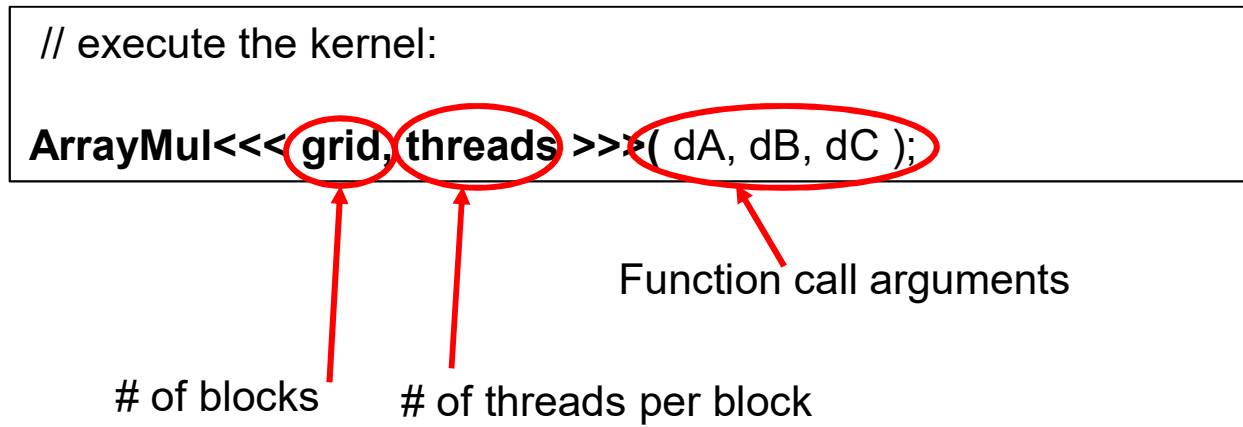 // execute the kernel:
ArrayMul<<< grid, threads >>>( dA, dB, dC );
Function call arguments
# of blocks
# of threads per block